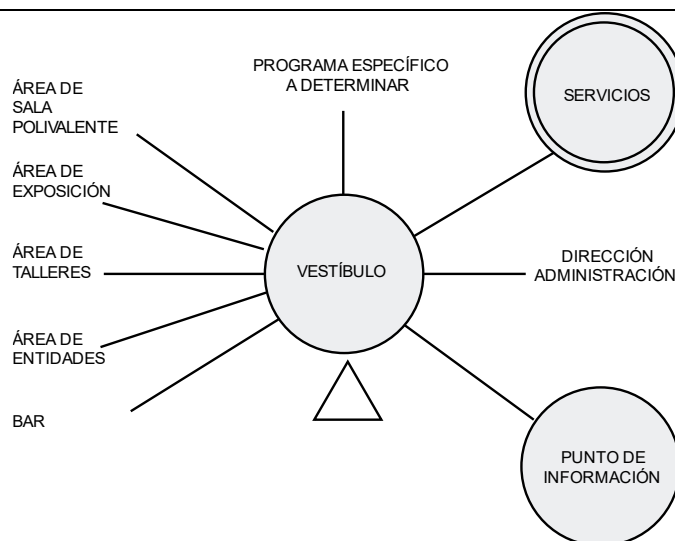 PROGRAMA ESPECÍFICO
A DETERMINAR
ÁREA DE
SALA
POLIVALENTE
SERVICIOS
ÁREA DE
EXPOSICIÓN
ÁREA DE
TALLERES
VESTÍBULO
DIRECCIÓN
ADMINISTRACIÓN
ÁREA DE
ENTIDADES
BAR
PUNTO DE
INFORMACIÓN